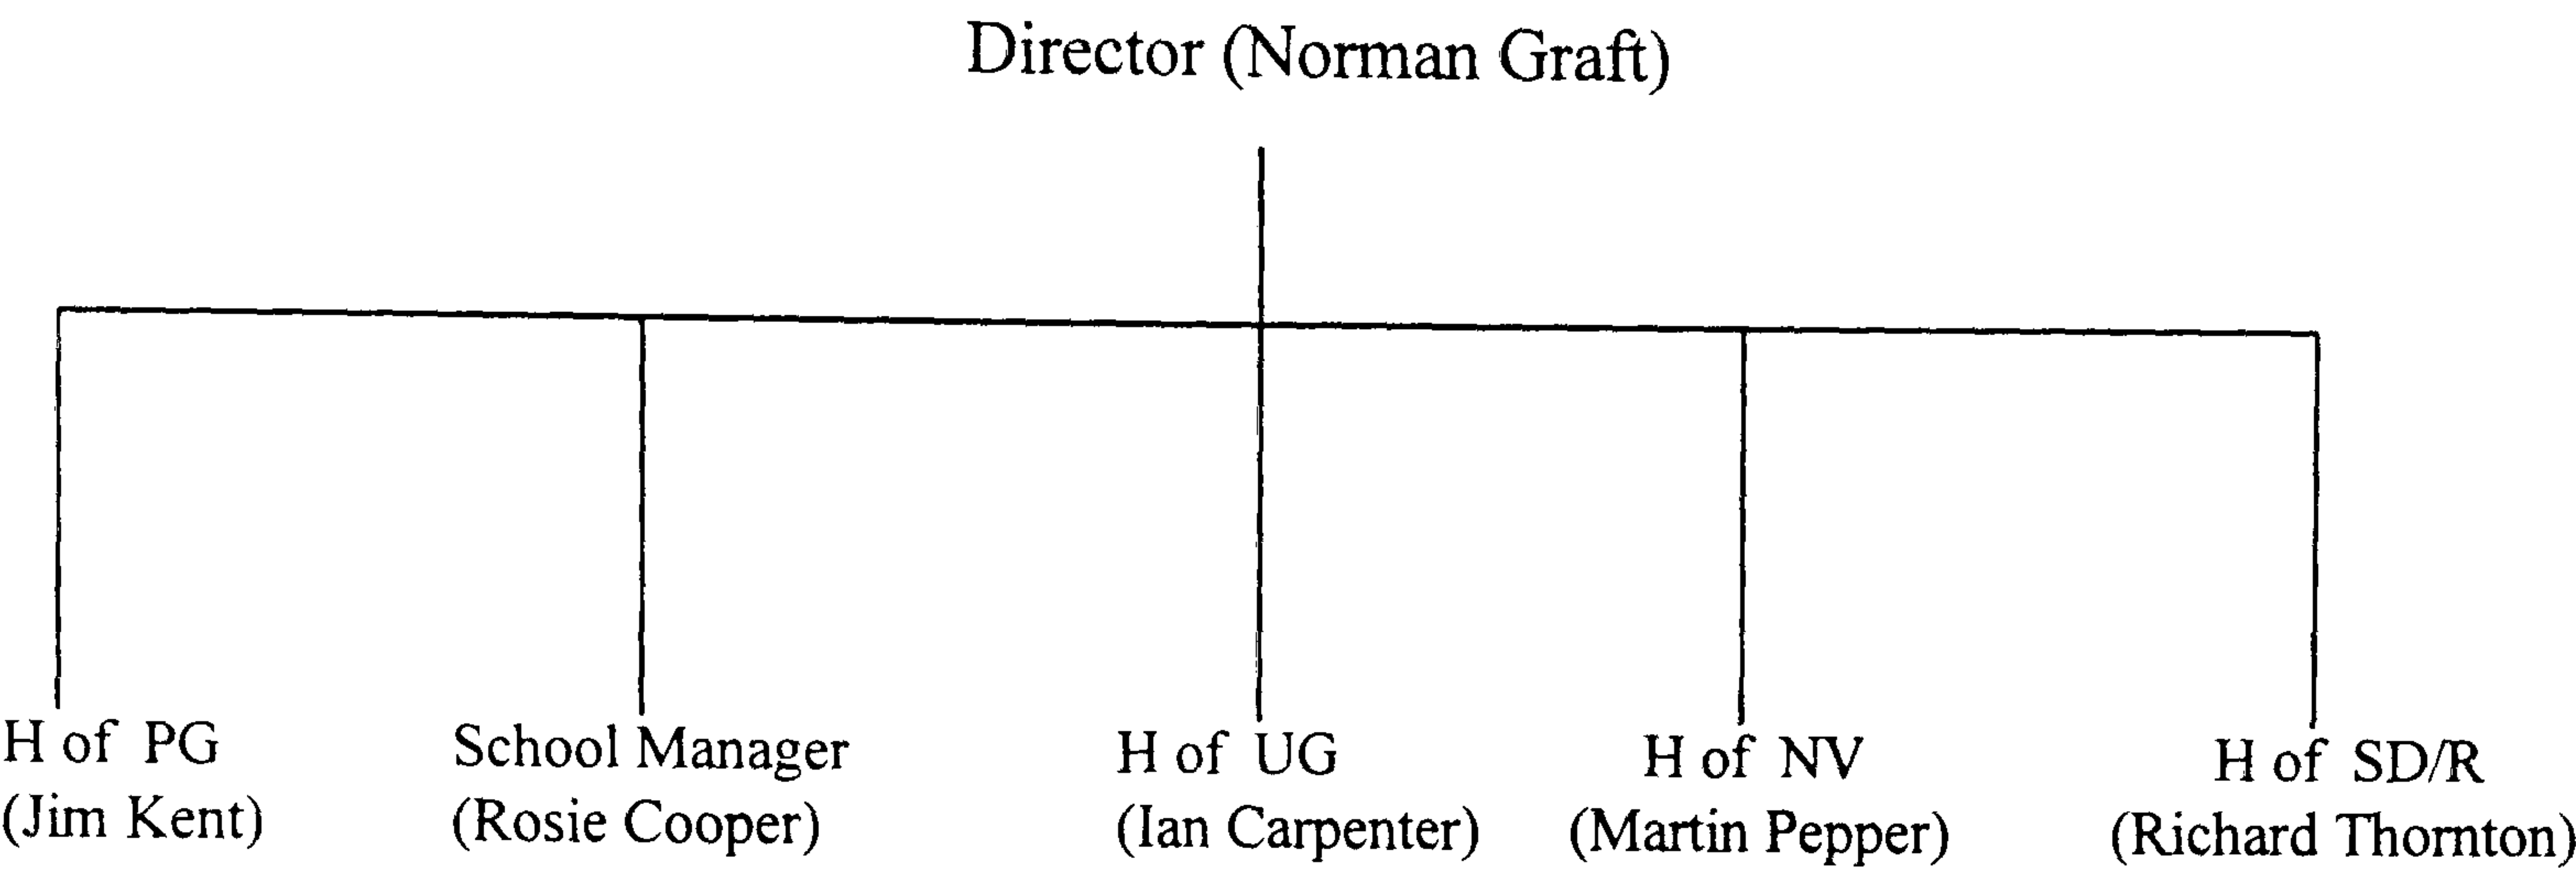 Director (Norman Graft)
H of PG
(Jim Kent)
School Manager
(Rosie Cooper)
H of UG
(Ian Carpenter)
H of NV
(Martin Pepper)
H of SD/R
(Richard Thornton)